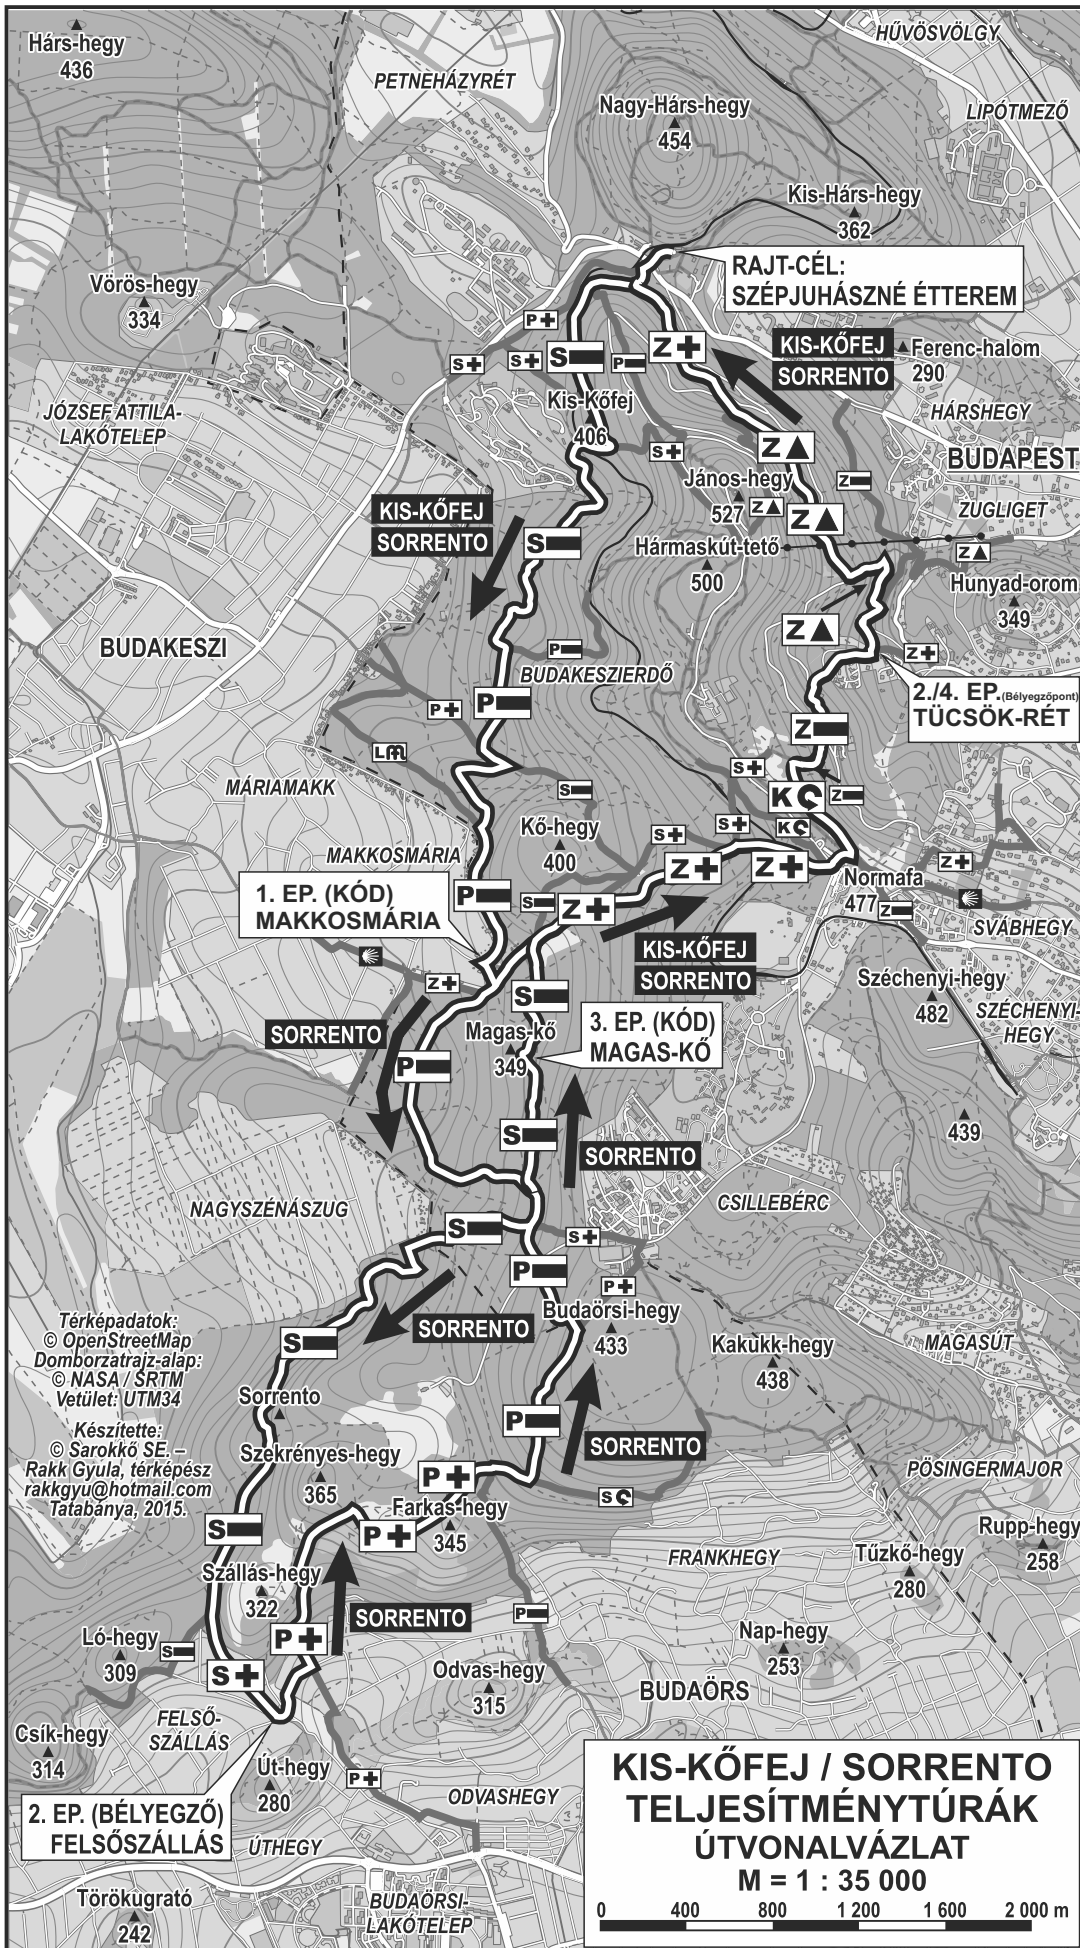 Hárs-hegy
436
PETNEHÁZYRÉT
HŰVÖSVÖLGY
Nagy-Hárs-hegy
454
LIPÓTMEZŐ
Kis-Hárs-hegy
362
RAJT-CÉL:
SZÉPJUHÁSZNÉ ÉTTEREM
Vörös-hegy
334
P+
S+
S+
S
P
Z+
KIS-KŐFEJ
SORRENTO
Ferenc-halom
290
JÓZSEF ATTILA-
LAKÓTELEP
Kis-Kőfej
406
S+
Z▲
HÁRSHEGY
BUDAPEST
János-hegy
527
Z▲
Z
Z▲
ZUGLIGET
KIS-KŐFEJ
SORRENTO
S
Hármaskút-tető
500
Z▲
Hunyad-orom
349
Z▲
BUDAKESZI
P
BUDAKESZIERDŐ
Z+
2./4. EP. (Bélyegzőpont)
TÜCSÖK-RÉT
P
P+
Z
L
MÁRIAMAKK
S
S+
K
Z
K
Kő-hegy
400
S+
S+
MAKKOSMÁRIA
Z+
Z+
Z+
Normafa
477
Z
1. EP. (KÓD)
MAKKOSMÁRIA
P
S
Z+
KIS-KŐFEJ
SORRENTO
SVÁBHEGY
Széchenyi-hegy
482
SZÉCHENYI-
HEGY
Z+
S
SORRENTO
Magas-kő
349
3. EP. (KÓD)
MAGAS-KŐ
P
439
S
SORRENTO
NAGYSZÉNÁSZUG
CSILLEBÉRC
S
S+
P
P+
Térképadatok:
© OpenStreetMap
Domborzatrajz-alap:
© NASA / SRTM
Vetület: UTM34
SORRENTO
Budaörsi-hegy
433
Kakukk-hegy
438
MAGASÚT
S
Sorrento
Készítette:
© Sarokkő SE. –
Rakk Gyula, térképész
rakkgyu@hotmail.com
Tatabánya, 2015.
P
SORRENTO
Szekrényes-hegy
365
P+
S
PÖSINGERMAJOR
Farkas-hegy
345
S
P+
Rupp-hegy
258
FRANKHEGY
Tűzkő-hegy
280
Szállás-hegy
322
SORRENTO
P
Ló-hegy
309
S
P+
S+
Nap-hegy
253
Odvas-hegy
315
BUDAÖRS
FELSŐ-
SZÁLLÁS
Csík-hegy
314
Út-hegy
280
P+
ODVASHEGY
2. EP. (BÉLYEGZŐ)
FELSŐSZÁLLÁS
ÚTHEGY
Törökugrató
242
BUDAÖRSI-
LAKÓTELEP
KIS-KŐFEJ / SORRENTO
TELJESÍTMÉNYTÚRÁK
ÚTVONALVÁZLAT
M = 1 : 35 000
0 400 800 1 200 1 600 2 000 m